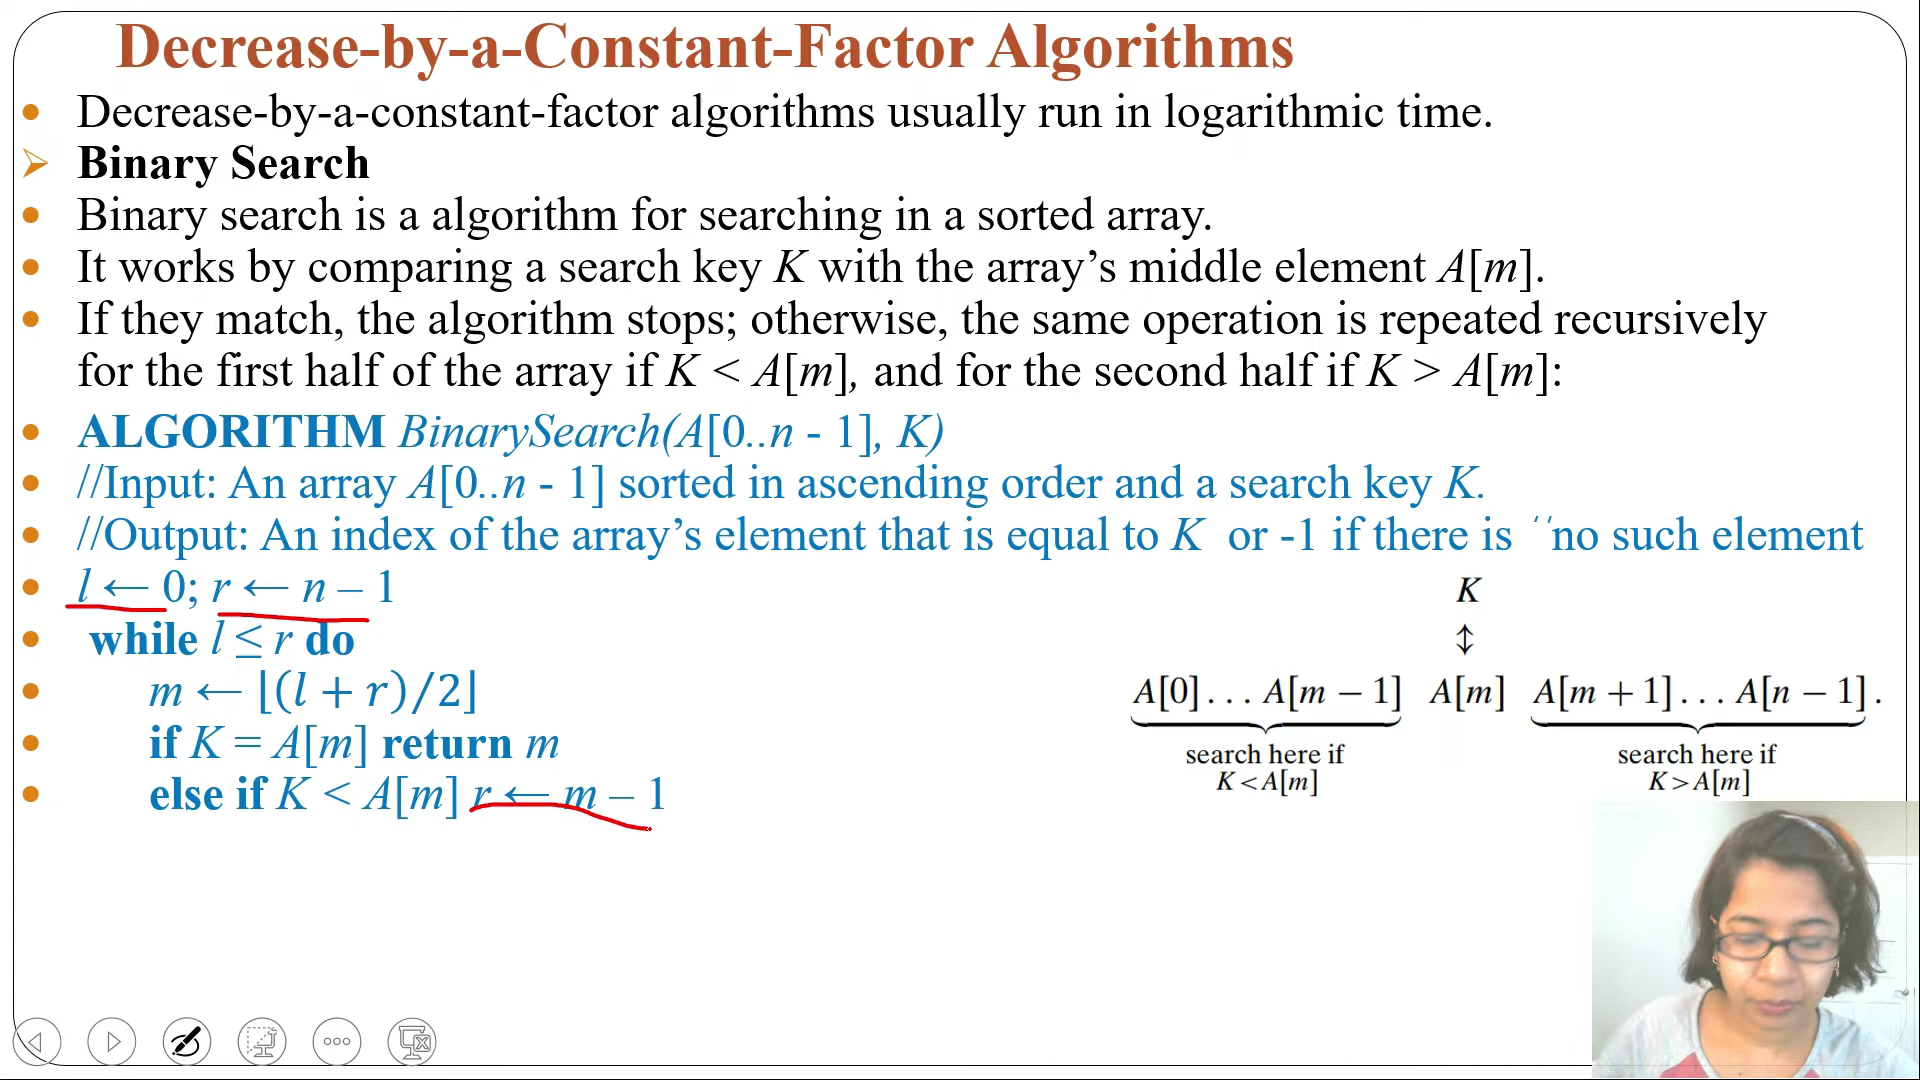 Decrease-by-a-Constant-Factor Algorithms
• Decrease-by-a-constant-factor algorithms usually run in logarithmic time.
➢ Binary Search
• Binary search is a algorithm for searching in a sorted array.
• It works by comparing a search key K with the array’s middle element A[m].
• If they match, the algorithm stops; otherwise, the same operation is repeated recursively
for the first half of the array if K < A[m], and for the second half if K > A[m]:
• ALGORITHM BinarySearch(A[0..n - 1], K)
• //Input: An array A[0..n - 1] sorted in ascending order and a search key K.
• //Output: An index of the array’s element that is equal to K or -1 if there is ′′no such element
• l ← 0; r ← n – 1
• while l ≤ r do
• m ← ⌊(l + r)/2⌋
• if K = A[m] return m
• else if K < A[m] r ← m – 1
K
↕
A[0] . . . A[m − 1] A[m] A[m + 1] . . . A[n − 1] .
search here if
K < A[m]
search here if
K > A[m]